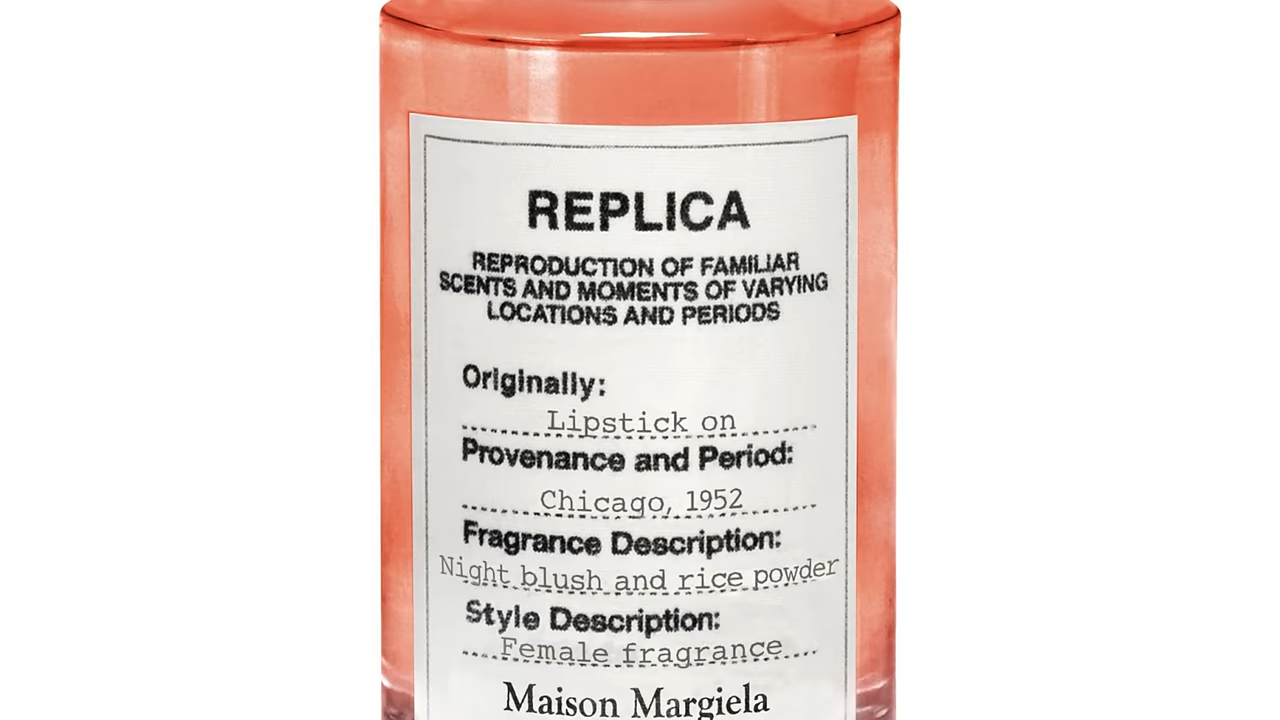 REPLICA
REPRODUCTION OF FAMILIAR
SCENTS AND MOMENTS OF VARYING
LOCATIONS AND PERIODS
Originally:
Lipstick on
Provenance and Period:
Chicago, 1952
Fragrance Description:
Night blush and rice powder
Style Description:
Female fragrance
Maison Margiela